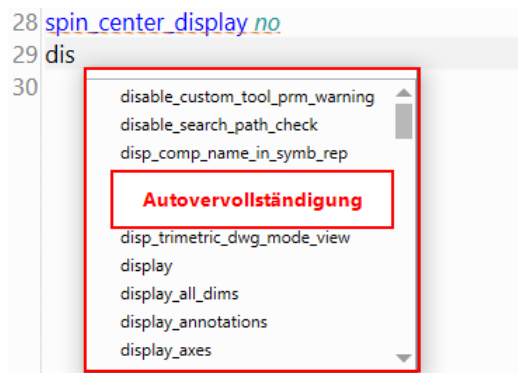 28 spin_center_display no
29 dis
30
disable_custom_tool_prm_warning
disable_search_path_check
disp_comp_name_in_symb_rep
Autovervollständigung
disp_trimetric_dwg_mode_view
display
display_all_dims
display_annotations
display_axes